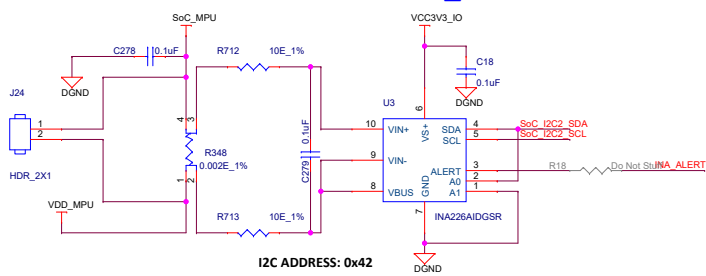 SoC_MPU
VCC3V3_IO
C278
0.1uF
DGND
R712
10E_1%
C18
0.1uF
DGND
J24
1
2
HDR_2X1
4
3
R348
0.002E_1%
1
2
0.1uF
C279
U3
6
VS+
10
VIN+
9
VIN-
8
VBUS
GND
7
SDA
4
SoC_I2C2_SDA
SCL
5
SoC_I2C2_SCL
ALERT
3
R18
Do Not Stuff
INA_ALERT
A0
2
A1
1
INA226AIDGSR
VDD_MPU
R713
10E_1%
DGND
I2C ADDRESS: 0x42